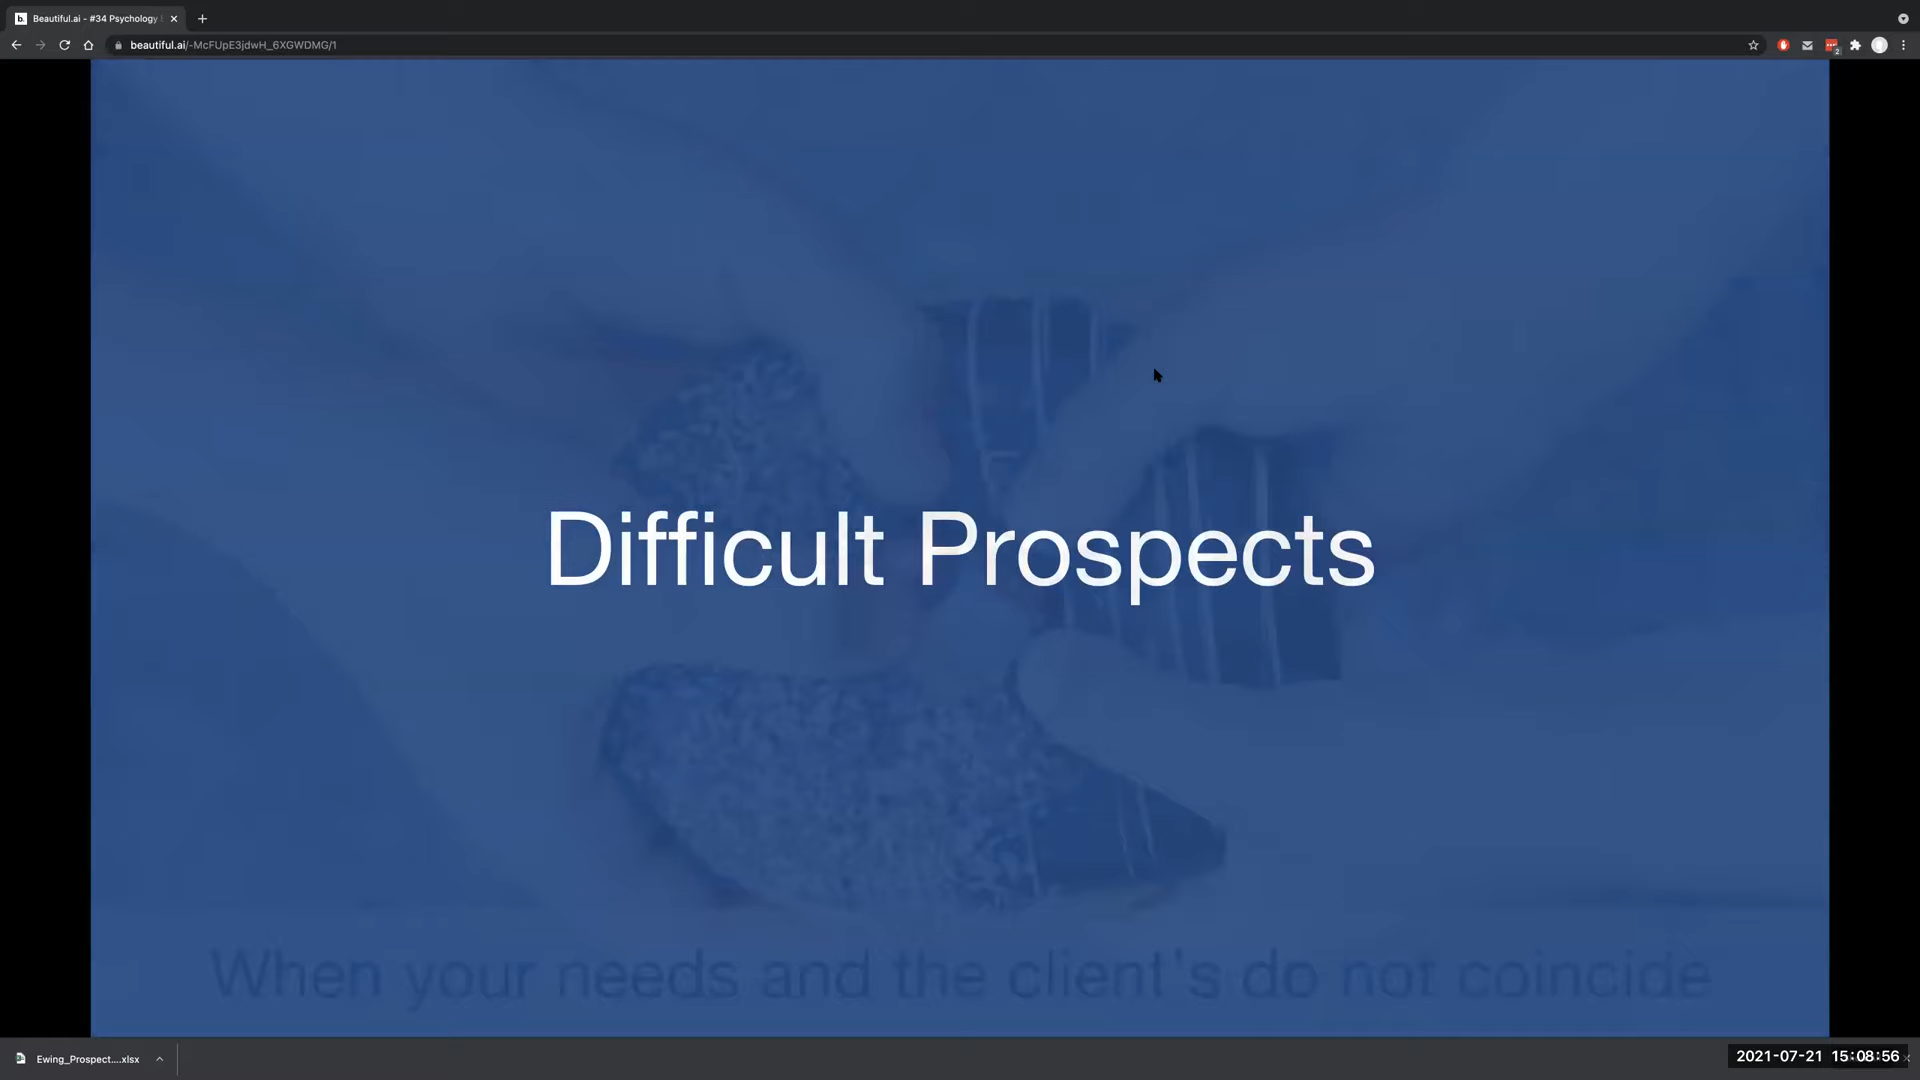 Beautiful.ai - #34 Psychology
beautiful.ai/-McFUpE3jdwH_6XGWDMG/1
2
Difficult Prospects
When your needs and the client's do not coincide
Ewing_Prospect....xlsx
2021-07-21 15:08:56